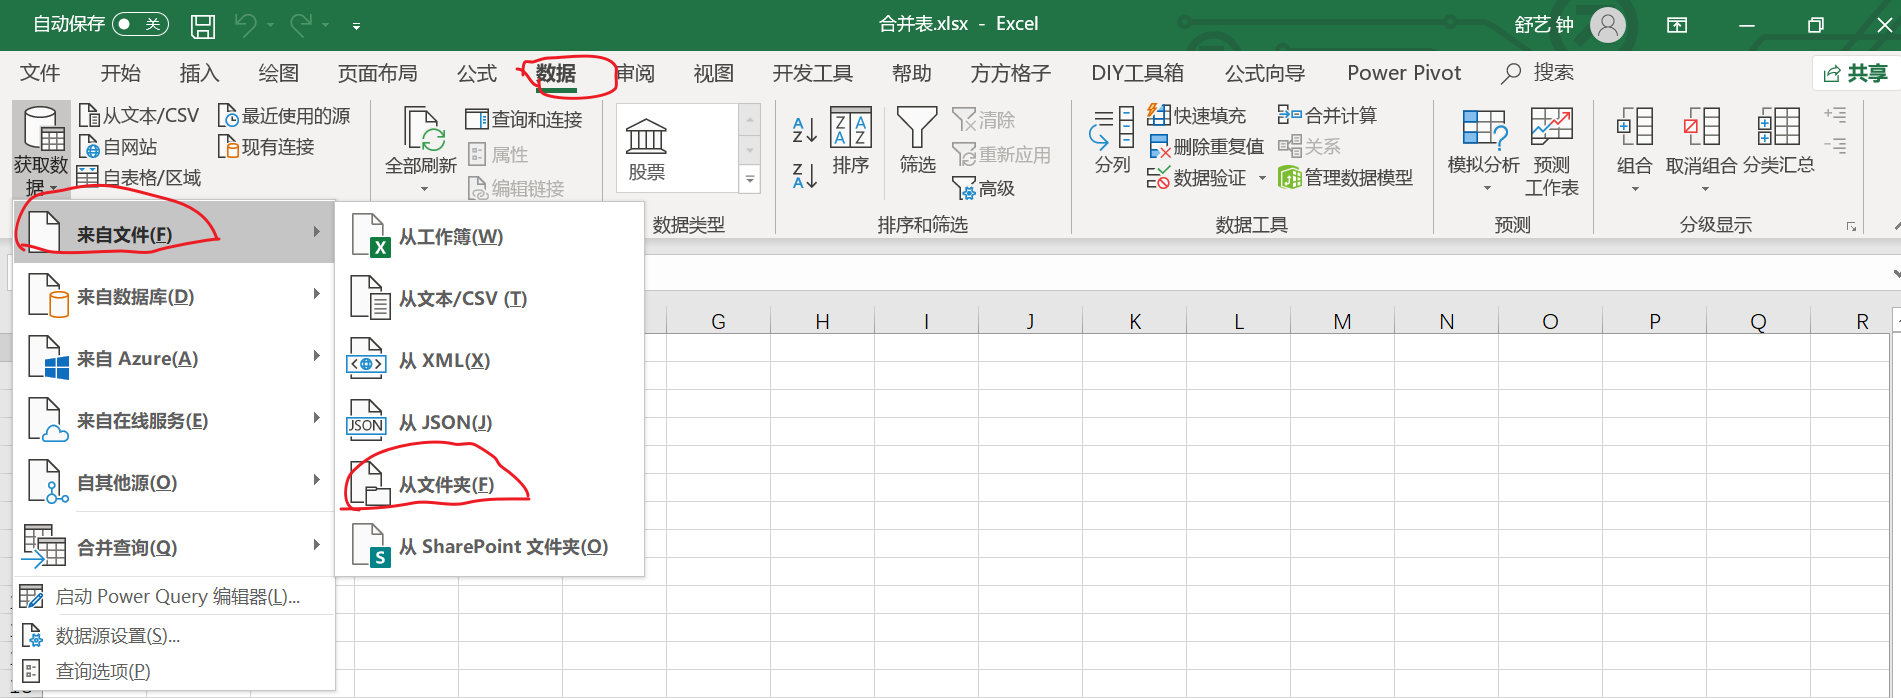 自动保存 关 合并表.xlsx - Excel 舒艺 钟
文件 开始 插入 绘图 页面布局 公式 数据 审阅 视图 开发工具 帮助 方方格子 DIY工具箱 公式向导 Power Pivot 搜索 共享
获取数据
从文本/CSV
自网站
自表格/区域
最近使用的源
现有连接
全部刷新
查询和连接
属性
编辑链接
股票
数据类型
排序
筛选
清除
重新应用
高级
排序和筛选
分列
快速填充
删除重复值
数据验证
合并计算
关系
管理数据模型
数据工具
模拟分析
预测
工作表
预测
组合
取消组合
分类汇总
分级显示
来自文件(F)
来自数据库(D)
来自 Azure(A)
来自在线服务(E)
自其他源(O)
合并查询(Q)
启动 Power Query 编辑器(L)...
数据源设置(S)...
查询选项(P)
从工作簿(W)
从文本/CSV (T)
从 XML(X)
JSON
从 JSON(J)
从文件夹(F)
从 SharePoint 文件夹(O)
G H I J K L M N O P Q R